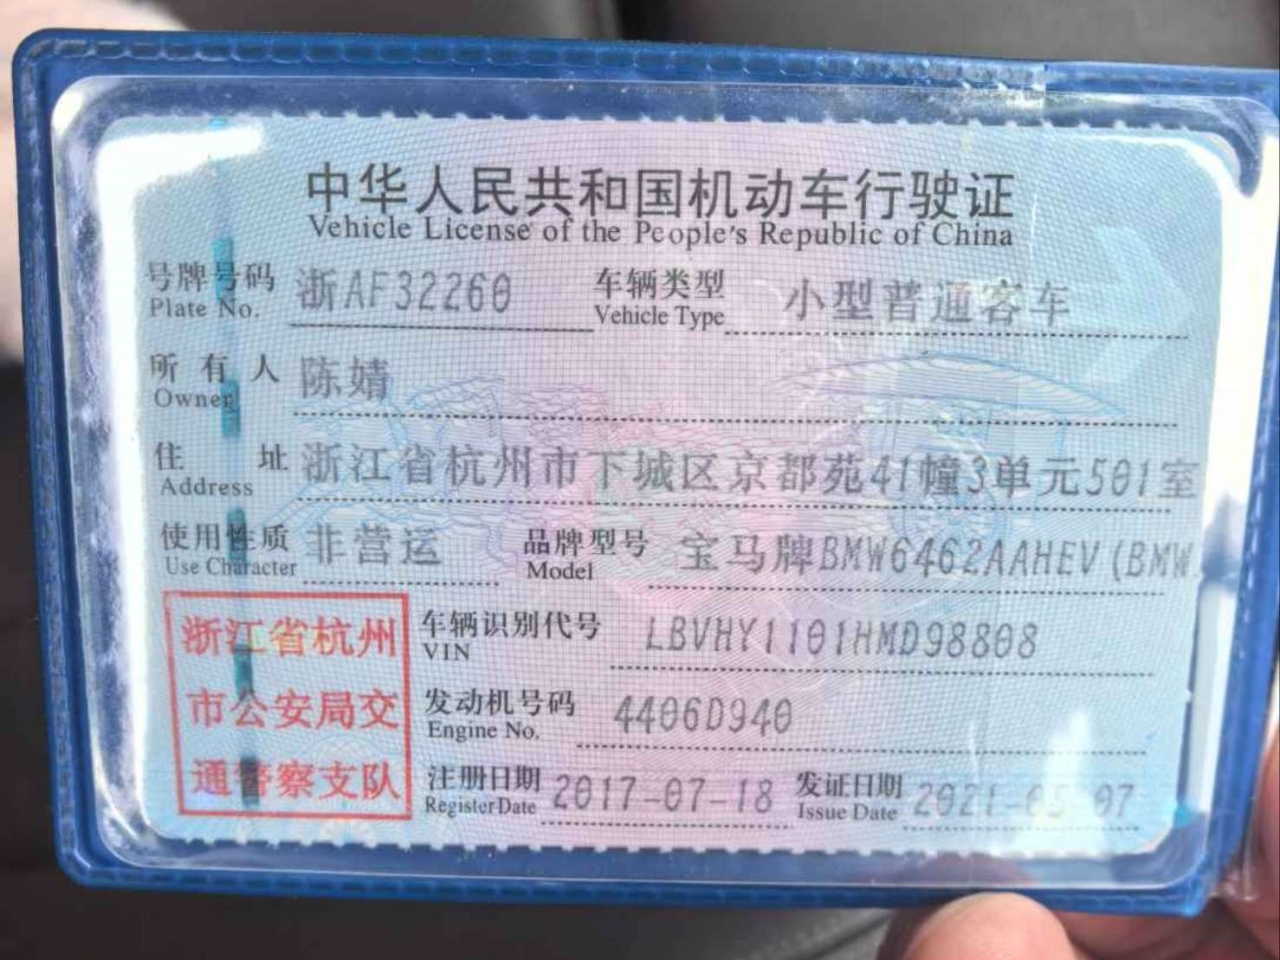 中华人民共和国机动车行驶证
Vehicle License of the People's Republic of China
号牌号码 浙AF32260 车辆类型 小型普通客车
Plate No. Vehicle Type
所有人 陈婧
Owner
住址 浙江省杭州市下城区京都苑41幢3单元501室
Address
使用性质 非营运 品牌型号 宝马牌BMW6462AAHEV(BMW
Use Character Model
浙江省杭州
市公安局交
通警察支队
车辆识别代号 LBVHY1101HMD98808
VIN
发动机号码 4406D940
Engine No.
注册日期 2017-07-18 发证日期 2021-05-07
Register Date Issue Date